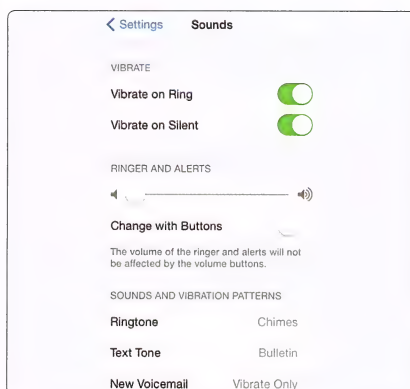 Settings Sounds
VIBRATE
Vibrate on Ring
Vibrate on Silent
RINGER AND ALERTS
Change with Buttons
The volume of the ringer and alerts will not
be affected by the volume buttons.
SOUNDS AND VIBRATION PATTERNS
Ringtone Chimes
Text Tone Bulletin
New Voicemail Vibrate Only